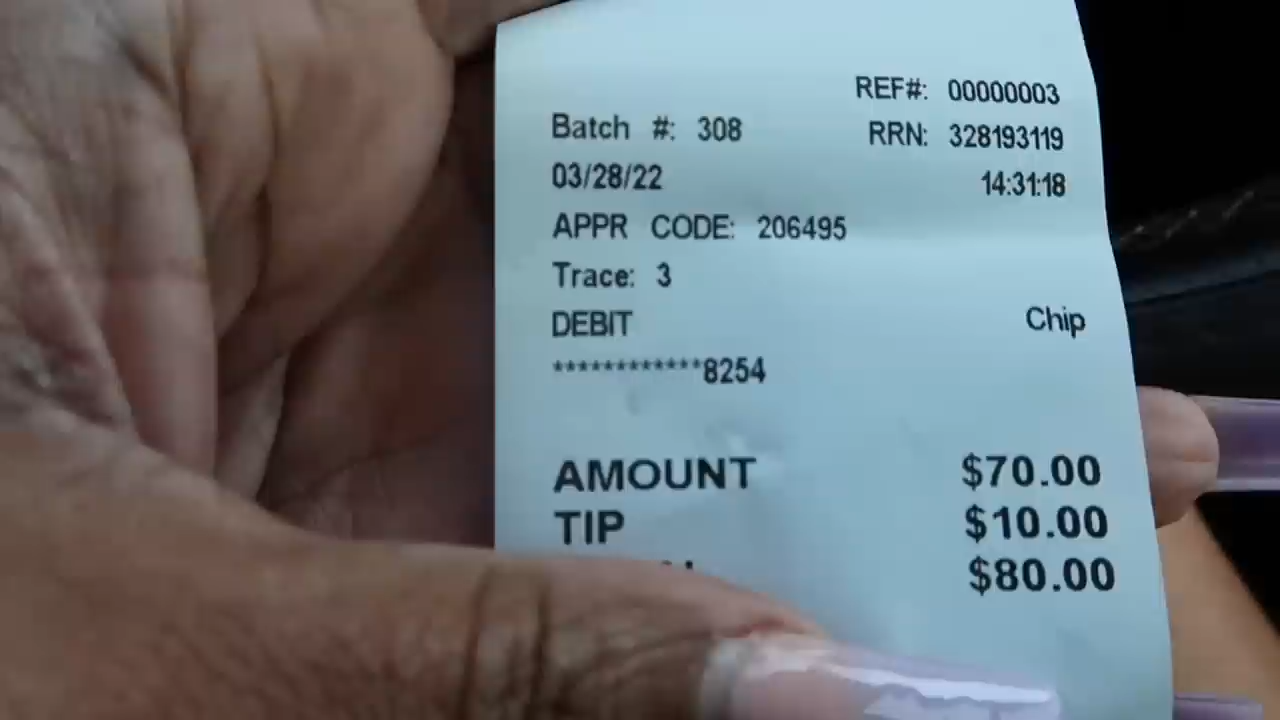 REF#: 00000003
Batch #: 308 RRN: 328193119
03/28/22 14:31:18
APPR CODE: 206495
Trace: 3
DEBIT Chip
************8254
AMOUNT $70.00
TIP $10.00
$80.00